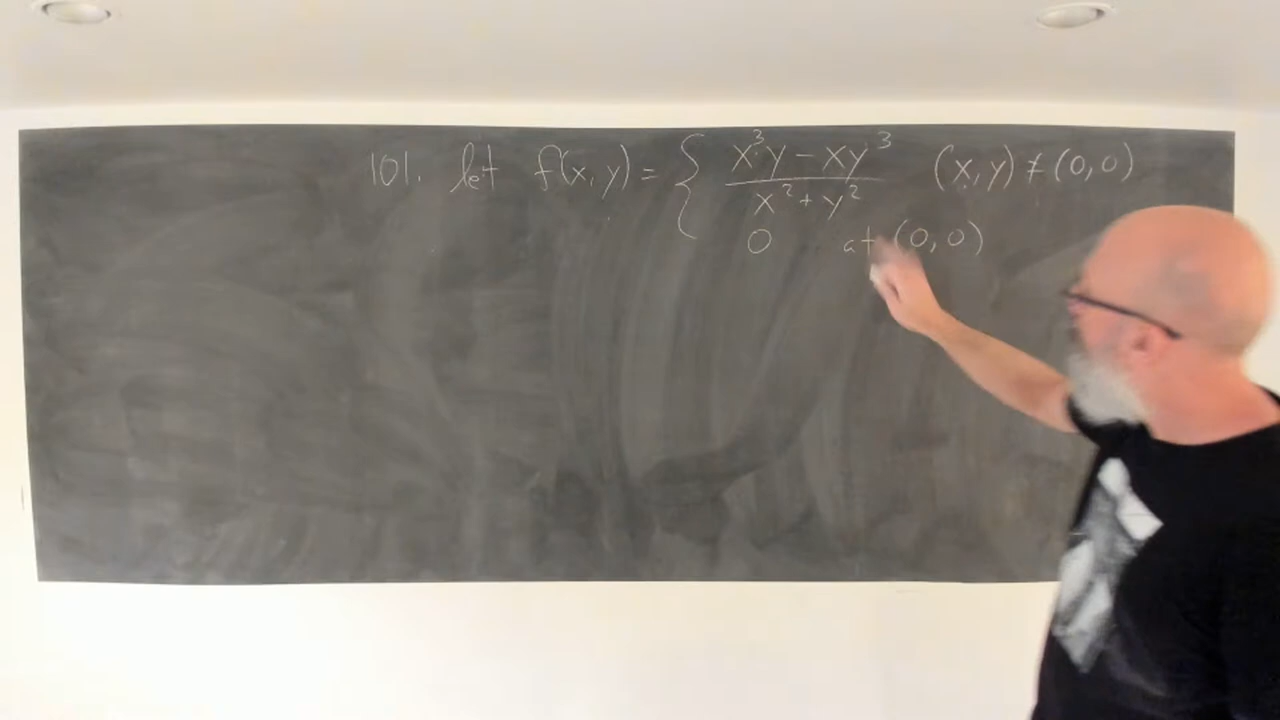 101. let f(x,y) = { x³y - xy³ / x² + y² (x,y) ≠ (0,0)
0 at (0,0)